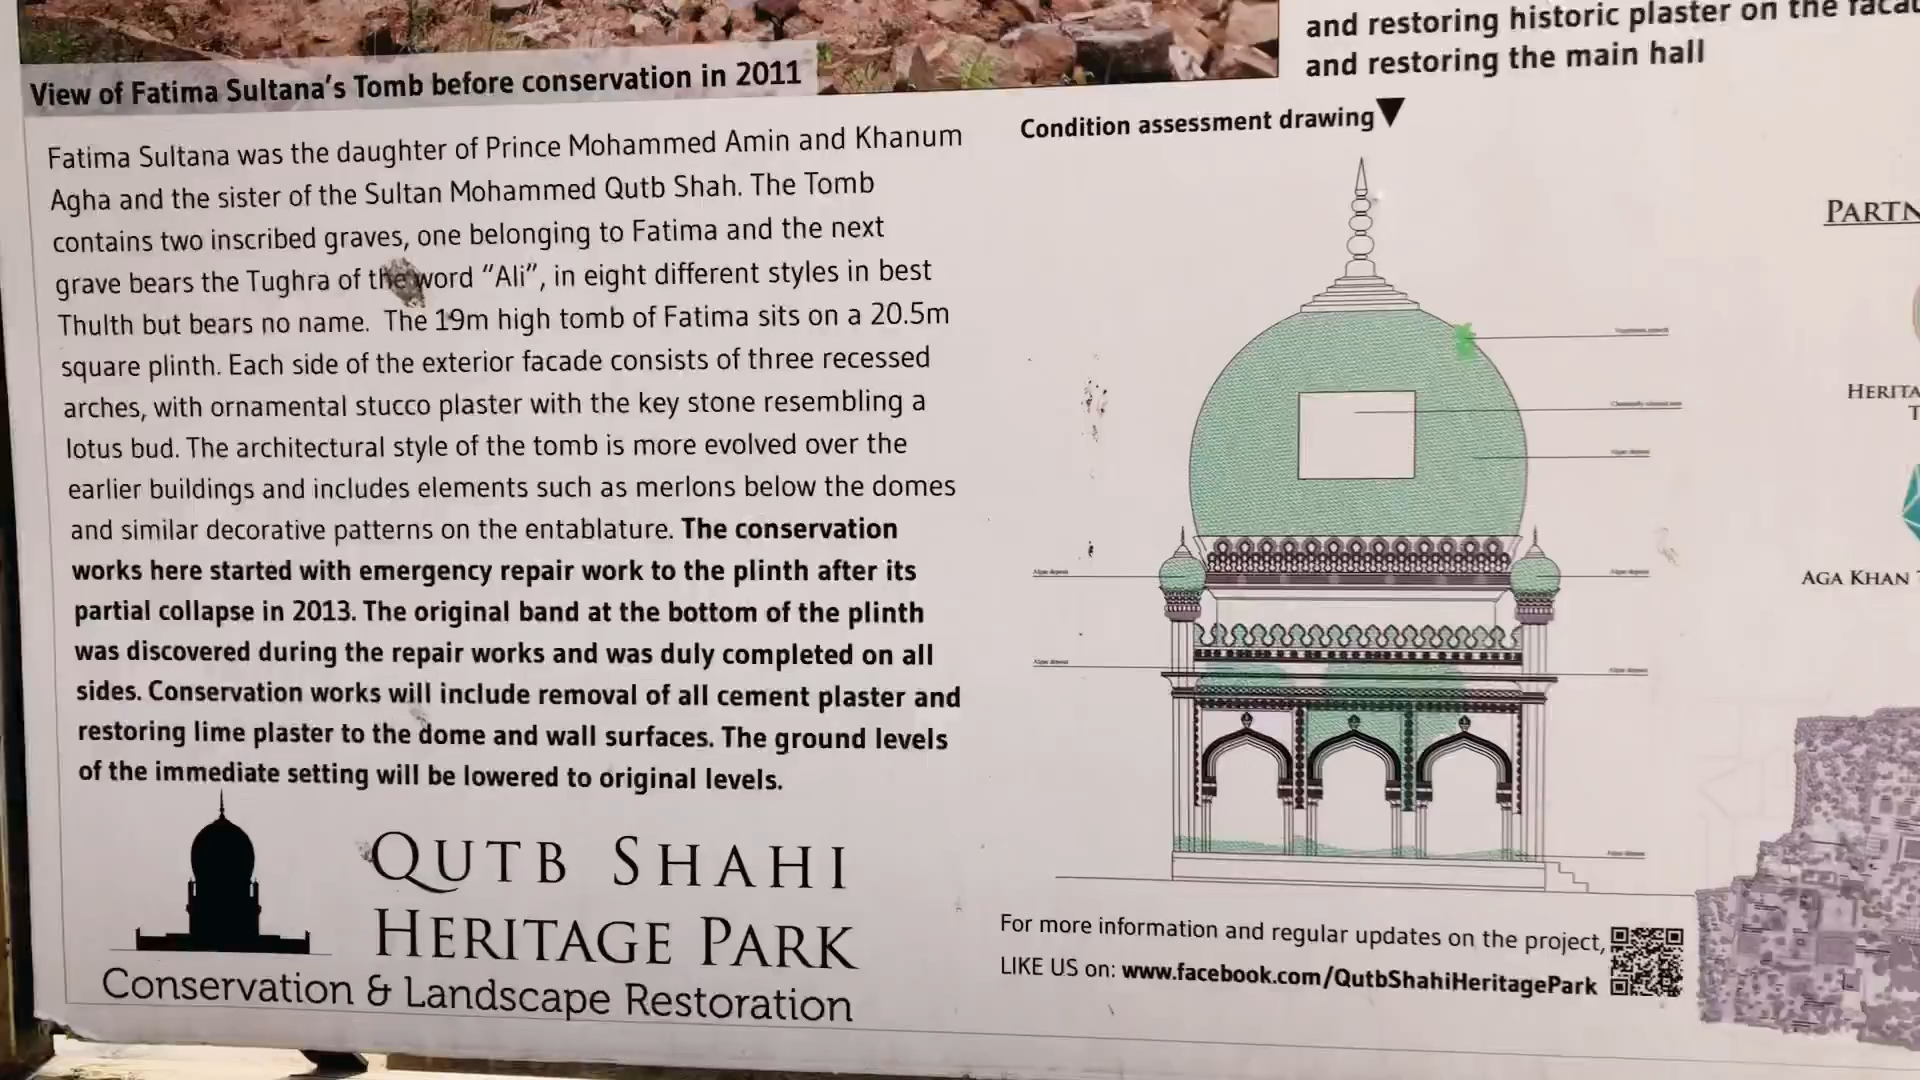 and restoring historic plaster on the
and restoring the main hall
View of Fatima Sultana's Tomb before conservation in 2011
Fatima Sultana was the daughter of Prince Mohammed Amin and Khanum
Agha and the sister of the Sultan Mohammed Qutb Shah. The Tomb
contains two inscribed graves, one belonging to Fatima and the next
grave bears the Tughra of the word "Ali", in eight different styles in best
Thulth but bears no name. The 19m high tomb of Fatima sits on a 20.5m
square plinth. Each side of the exterior facade consists of three recessed
arches, with ornamental stucco plaster with the key stone resembling a
lotus bud. The architectural style of the tomb is more evolved over the
earlier buildings and includes elements such as merlons below the domes
and similar decorative patterns on the entablature. The conservation
works here started with emergency repair work to the plinth after its
partial collapse in 2013. The original band at the bottom of the plinth
was discovered during the repair works and was duly completed on all
sides. Conservation works will include removal of all cement plaster and
restoring lime plaster to the dome and wall surfaces. The ground levels
of the immediate setting will be lowered to original levels.
QUTB SHAHI
HERITAGE PARK
Conservation & Landscape Restoration
Condition assessment drawing▼
For more information and regular updates on the project,
LIKE US on: www.facebook.com/QutbShahiHeritagePark
AGA KHAN